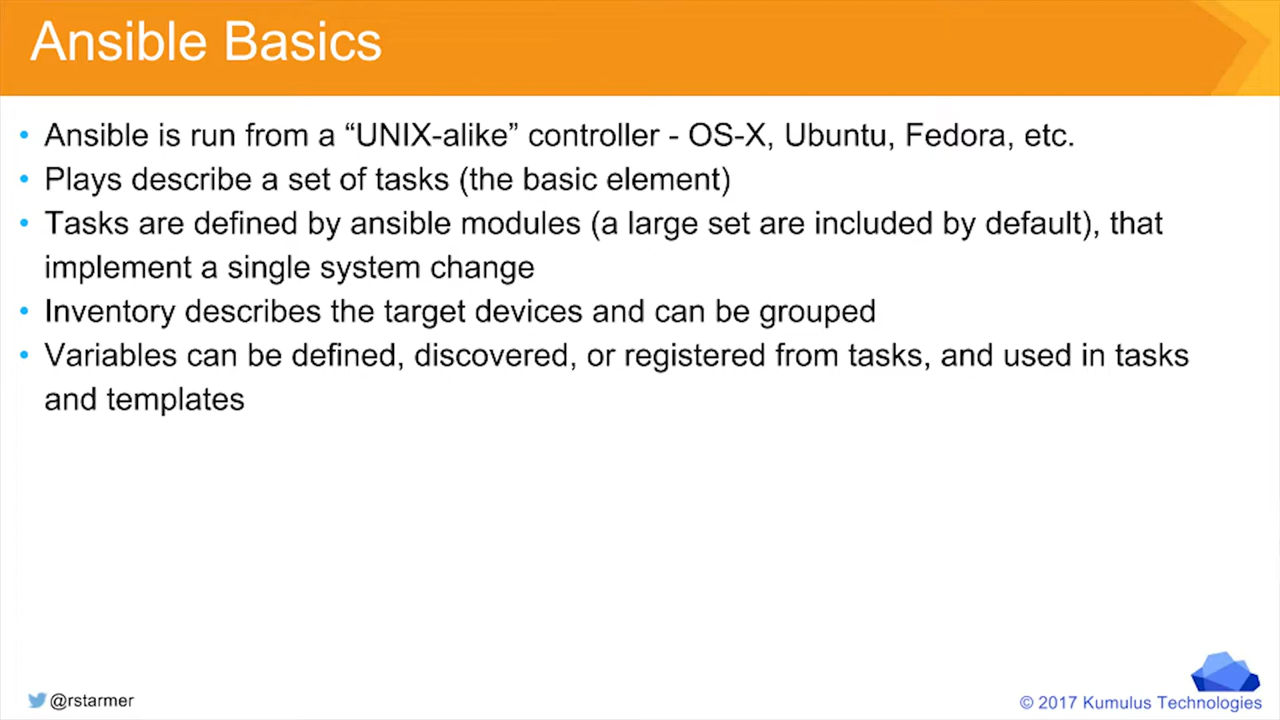 Ansible Basics
• Ansible is run from a “UNIX-alike” controller - OS-X, Ubuntu, Fedora, etc.
• Plays describe a set of tasks (the basic element)
• Tasks are defined by ansible modules (a large set are included by default), that
implement a single system change
• Inventory describes the target devices and can be grouped
• Variables can be defined, discovered, or registered from tasks, and used in tasks
and templates
@rstarmer
© 2017 Kumulus Technologies